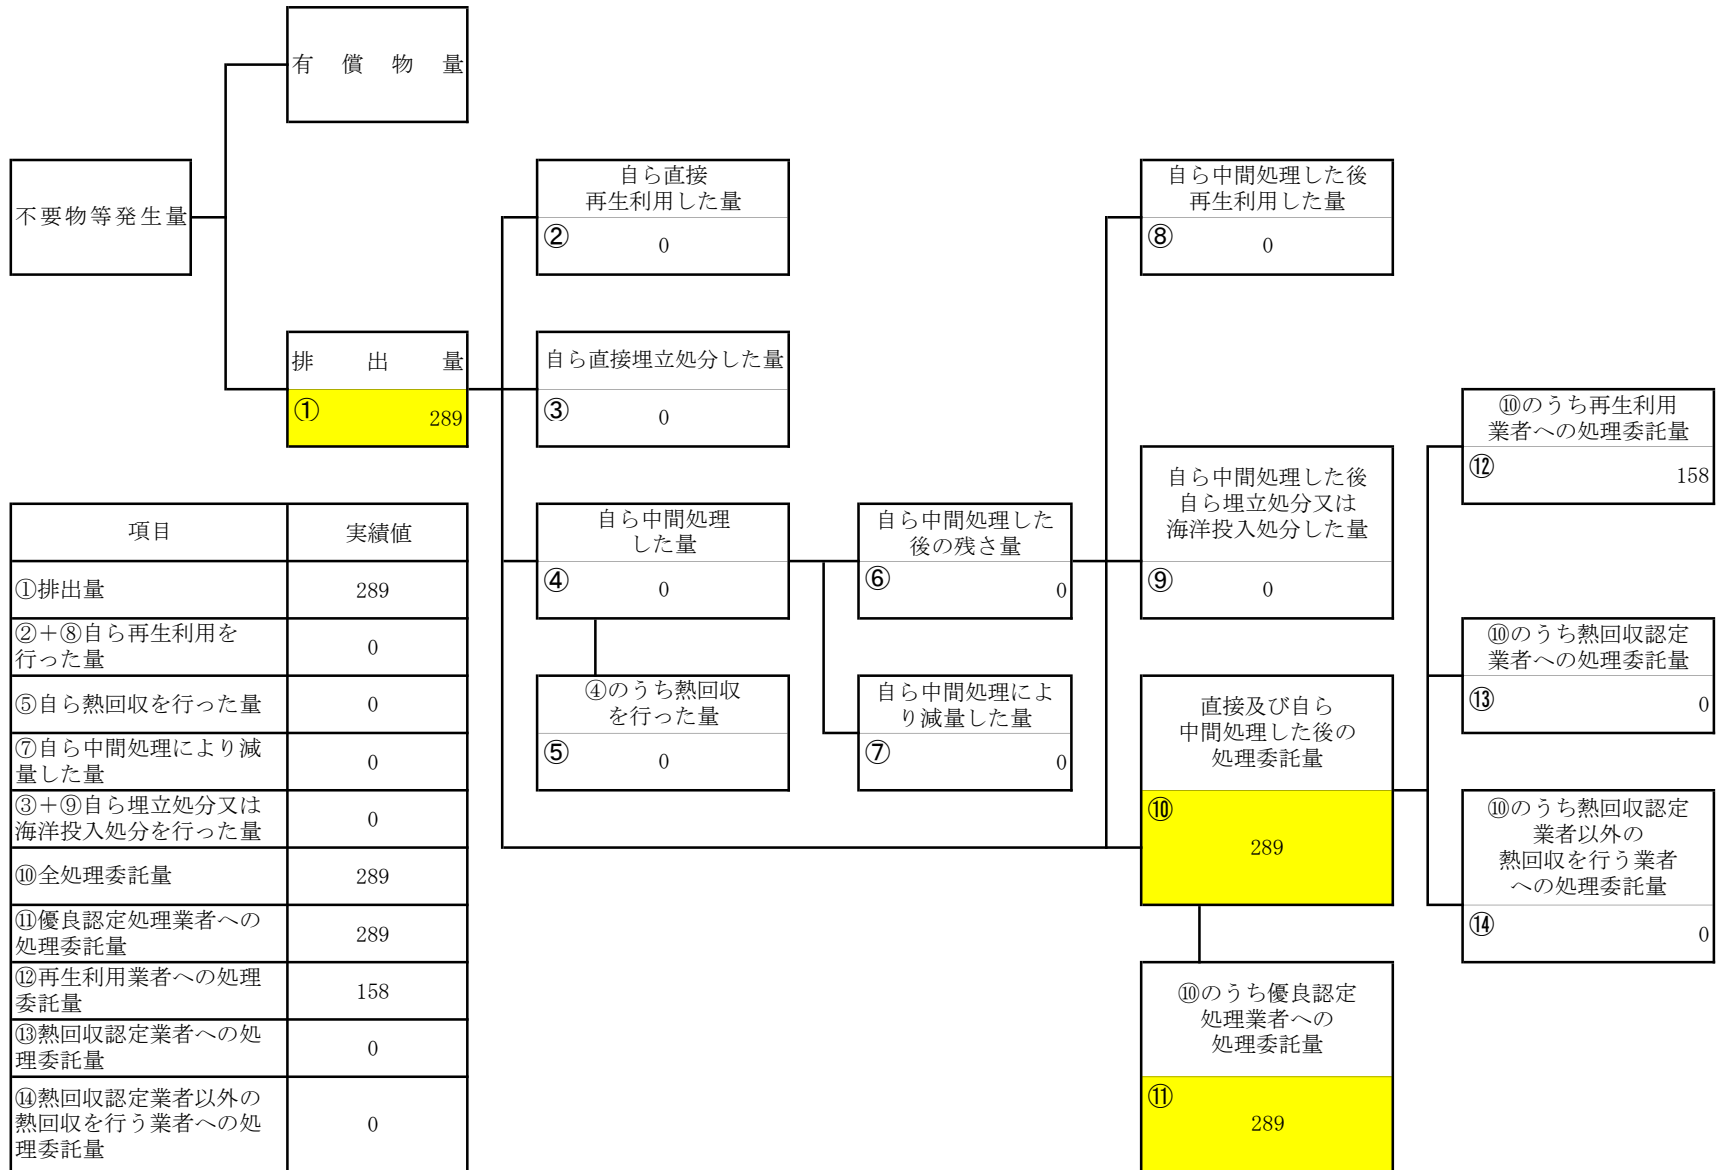 有償物量
不要物等発生量
排出量
①
289
自ら直接
再生利用した量
②
0
自ら直接埋立処分した量
③
0
自ら中間処理
した量
④
0
④のうち熱回収
を行った量
⑤
0
自ら中間処理した
後の残さ量
⑥
0
自ら中間処理によ
り減量した量
⑦
0
自ら中間処理した後
再生利用した量
⑧
0
自ら中間処理した後
自ら埋立処分又は
海洋投入処分した量
⑨
0
直接及び自ら
中間処理した後の
処理委託量
⑩
289
⑩のうち優良認定
処理業者への
処理委託量
⑪
289
⑩のうち再生利用
業者への処理委託量
⑫
158
⑩のうち熱回収認定
業者への処理委託量
⑬
0
⑩のうち熱回収認定
業者以外の
熱回収を行う業者
への処理委託量
⑭
0
項目 実績値
①排出量 289
②+⑧自ら再生利用を
行った量 0
⑤自ら熱回収を行った量 0
⑦自ら中間処理により減
量した量 0
③+⑨自ら埋立処分又は
海洋投入処分を行った量 0
⑩全処理委託量 289
⑪優良認定処理業者への
処理委託量 289
⑫再生利用業者への処理
委託量 158
⑬熱回収認定業者への処
理委託量 0
⑭熱回収認定業者以外の
熱回収を行う業者への処
理委託量 0